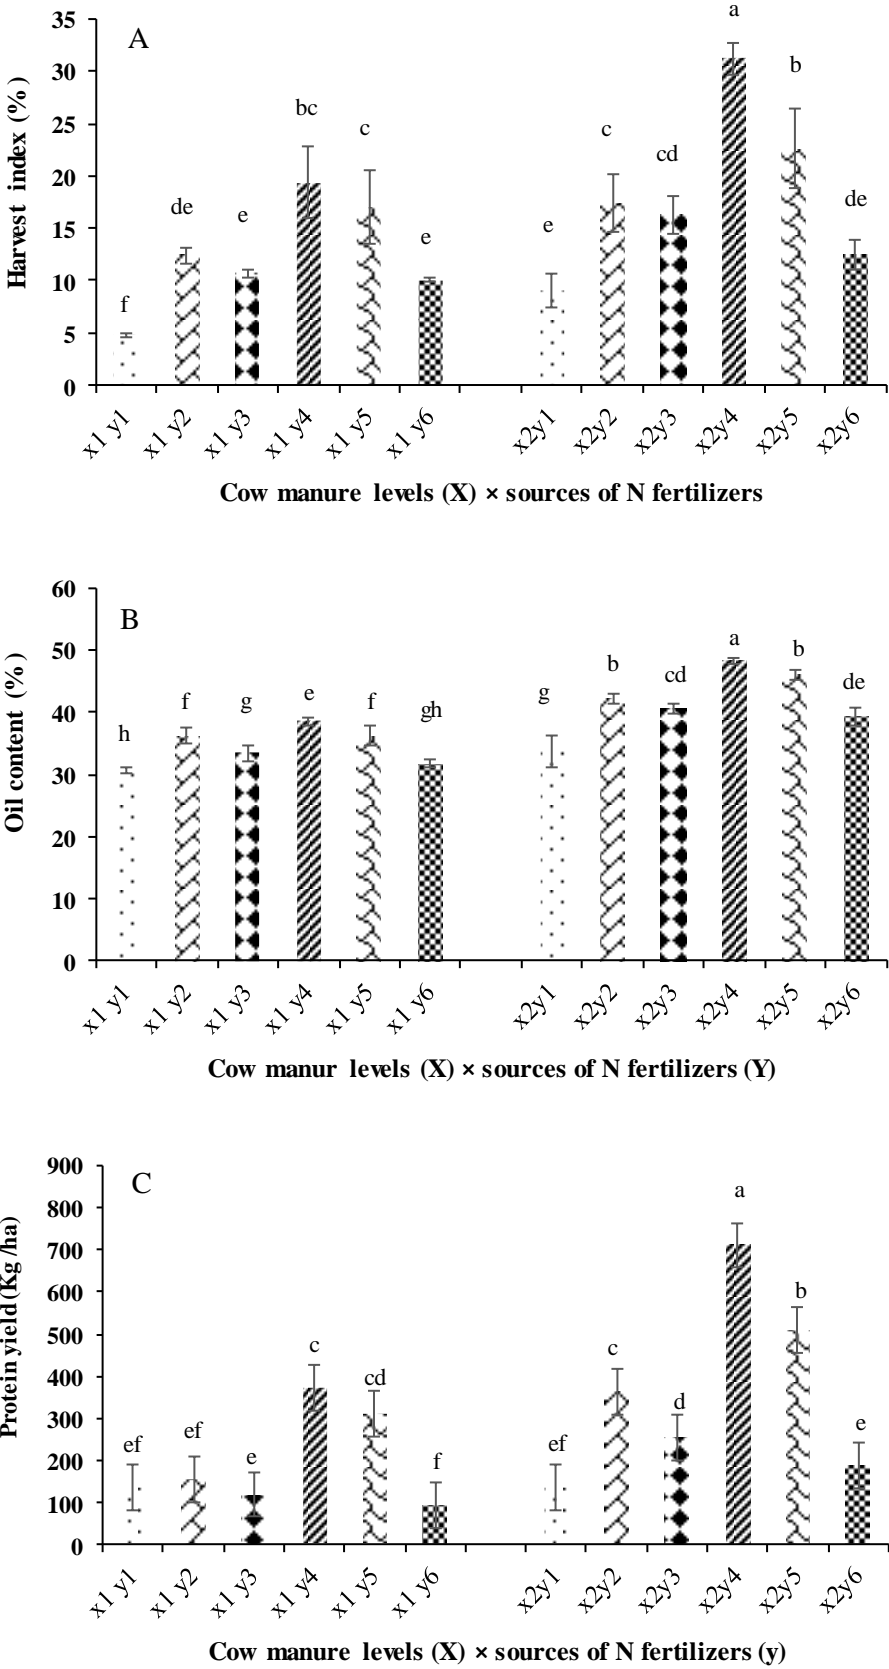 A
Harvest index (%)
35
30
25
20
15
10
5
0
f
de
e
bc
c
e
e
c
cd
a
b
de
x1 y1
x1 y2
x1 y3
x1 y4
x1 y5
x1 y6
x2y1
x2y2
x2y3
x2y4
x2y5
x2y6
Cow manure levels (X) × sources of N fertilizers
B
Oil content (%)
60
50
40
30
20
10
0
h
f
g
e
f
gh
g
b
cd
a
b
de
x1 y1
x1 y2
x1 y3
x1 y4
x1 y5
x1 y6
x2y1
x2y2
x2y3
x2y4
x2y5
x2y6
Cow manur levels (X) × sources of N fertilizers (Y)
C
Protein yield (Kg /ha)
900
800
700
600
500
400
300
200
100
0
ef
ef
e
c
cd
f
ef
c
d
a
b
e
x1 y1
x1 y2
x1 y3
x1 y4
x1 y5
x1 y6
x2y1
x2y2
x2y3
x2y4
x2y5
x2y6
Cow manure levels (X) × sources of N fertilizers (y)